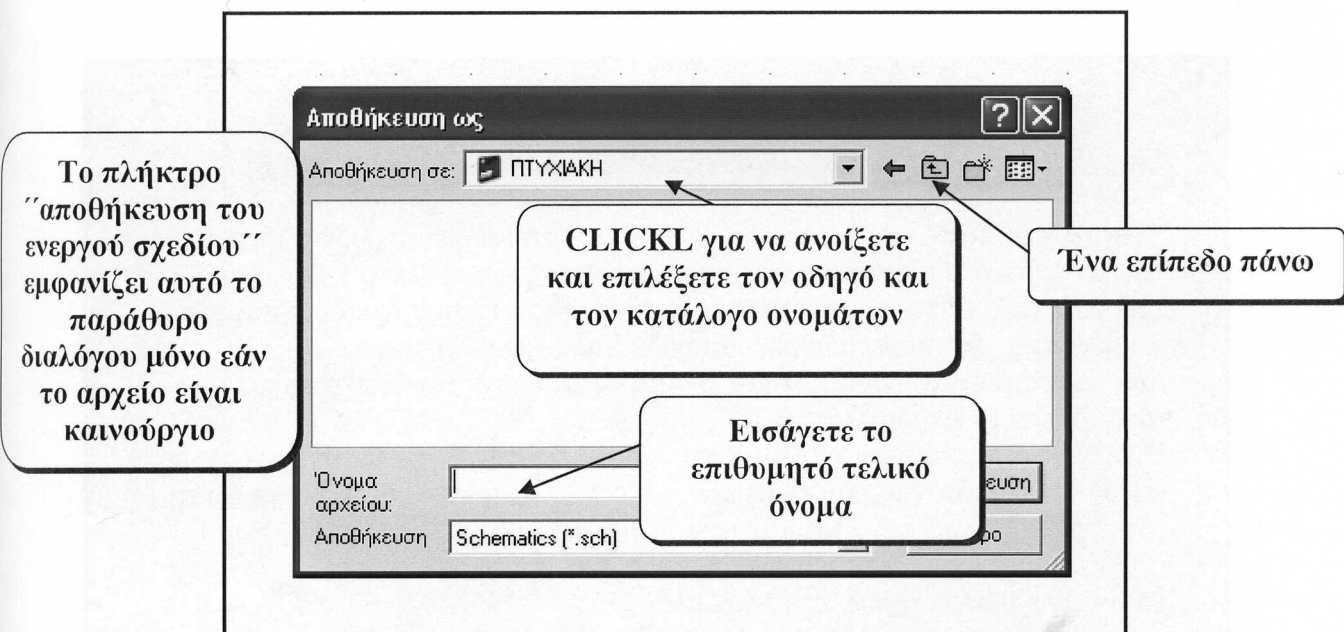 Αποθήκευση ως
Αποθήκευση σε: ΠΤΥΧΙΑΚΗ
Το πλήκτρο
΄΄αποθήκευση του
ενεργού σχεδίου΄΄
εμφανίζει αυτό το
παράθυρο
διαλόγου μόνο εάν
το αρχείο είναι
καινούργιο
CLICKL για να ανοίξετε
και επιλέξετε τον οδηγό και
τον κατάλογο ονομάτων
Ένα επίπεδο πάνω
Εισάγετε το
επιθυμητό τελικό
όνομα
Όνομα
αρχείου:
Αποθήκευση Schematics (*.sch)